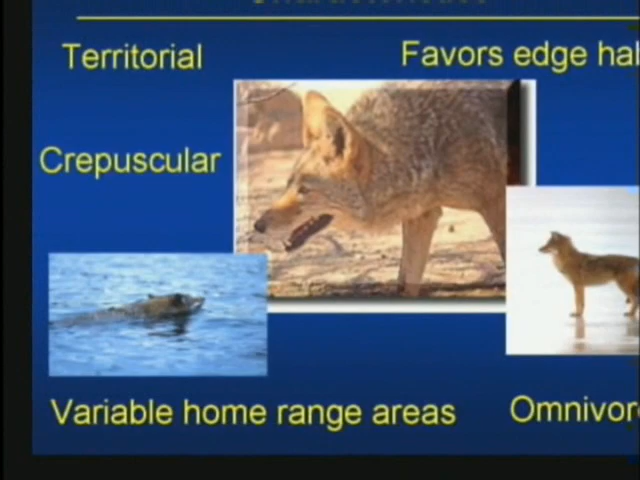 Territorial
Favors edge hab
Crepuscular
Variable home range areas
Omnivor